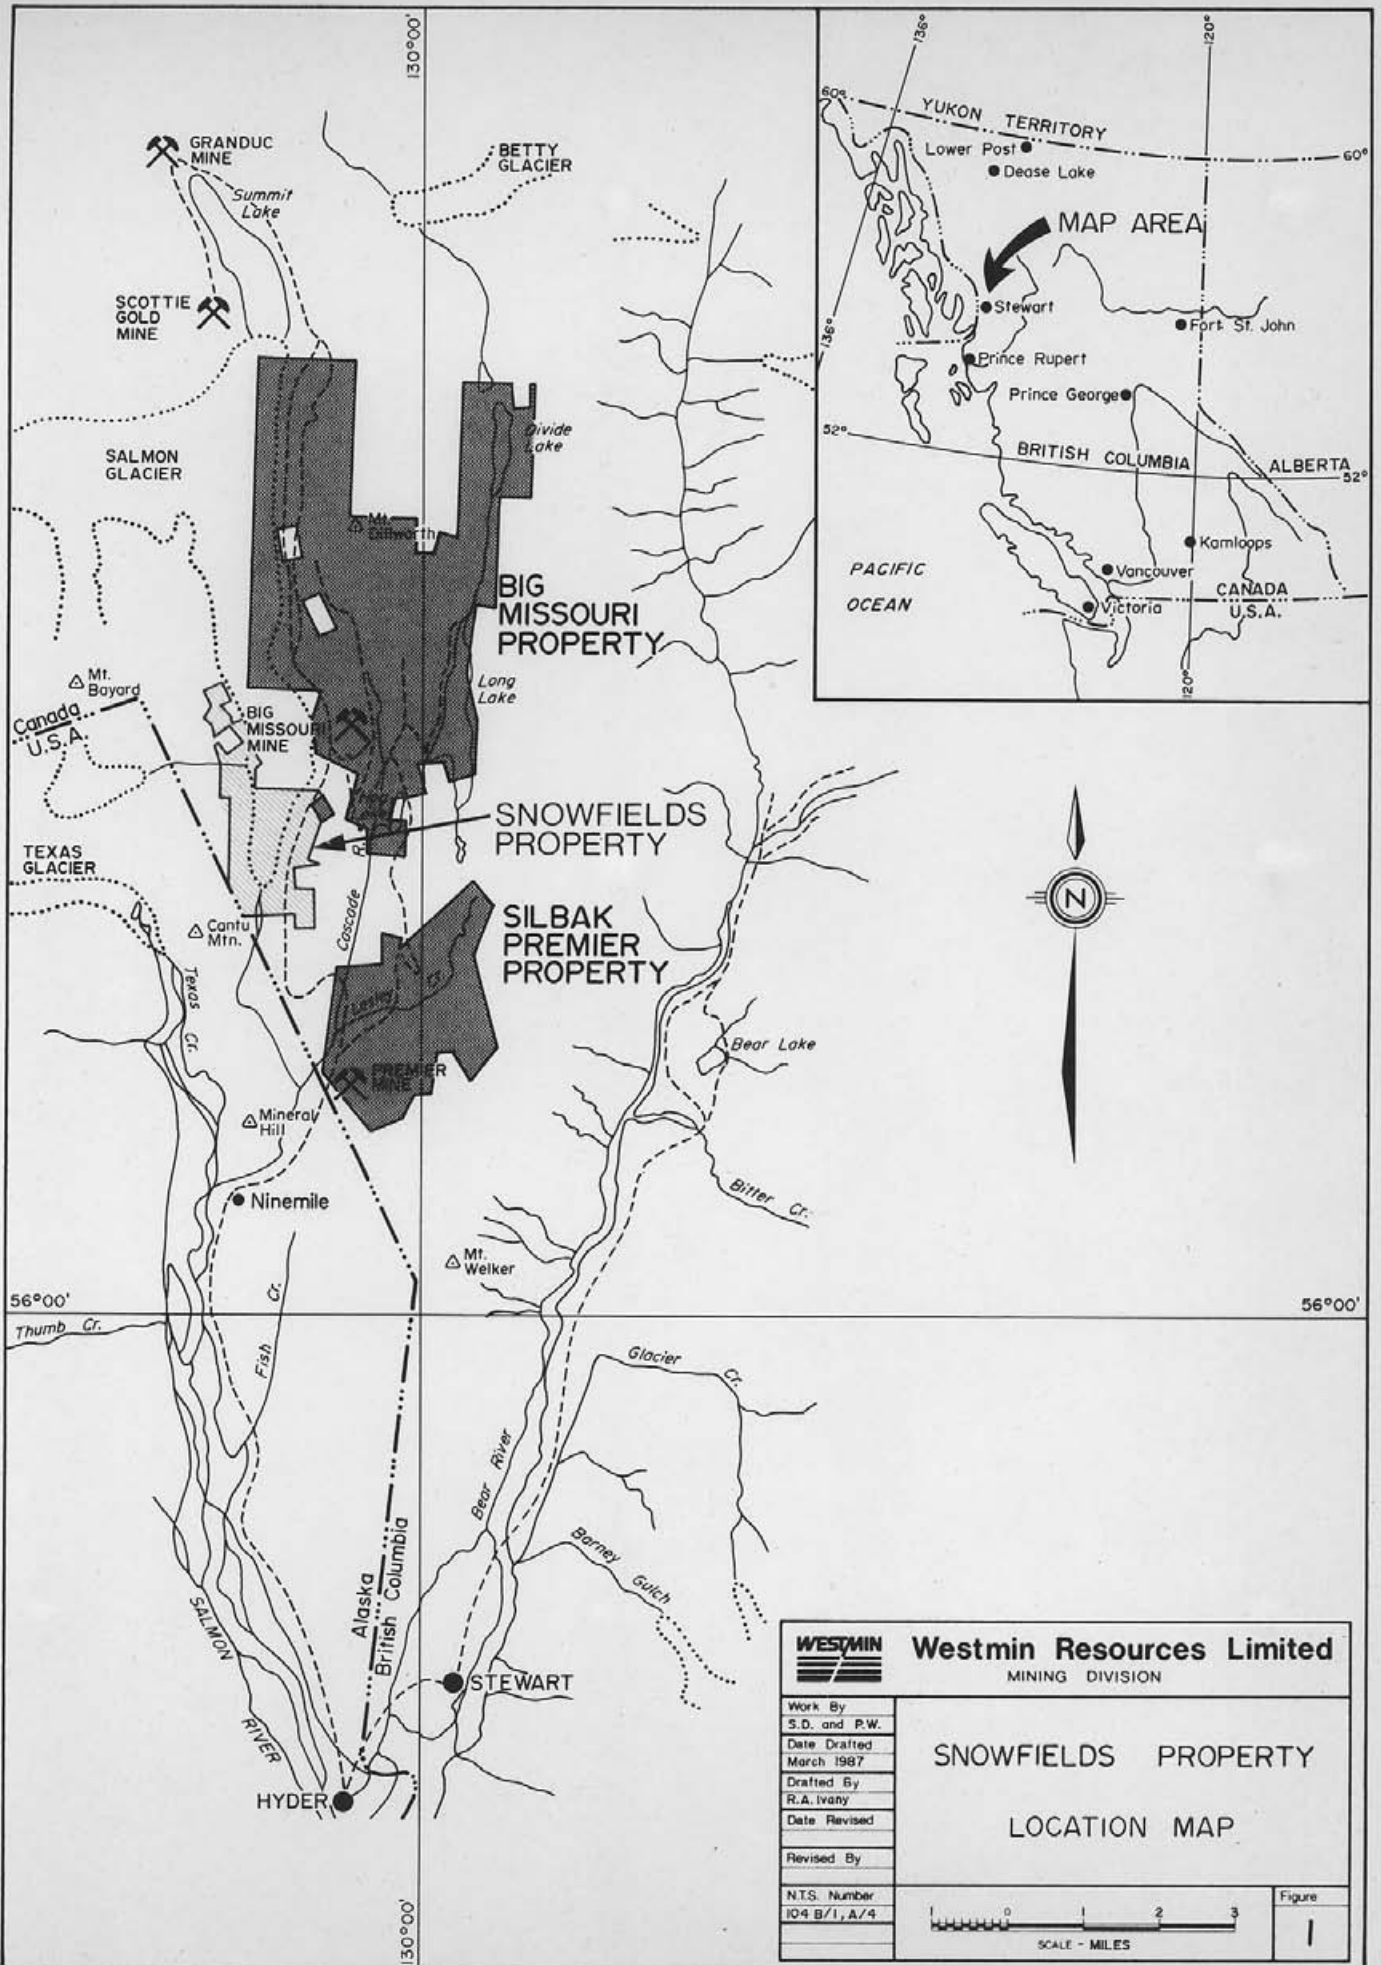 130°00'
GRANDUC
MINE
Summit
Lake
BETTY
GLACIER
SCOTTIE
GOLD
MINE
SALMON
GLACIER
Divide
Lake
Mt.
Dillworth
BIG
MISSOURI
PROPERTY
Long
Lake
Mt.
Bayard
Canada
U.S.A.
BIG
MISSOURI
MINE
SNOWFIELDS
PROPERTY
TEXAS
GLACIER
Cantu
Mtn.
Cascade
SILBAK
PREMIER
PROPERTY
Lesley Cr.
Texas
Cr.
PREMIER
MINE
Mineral
Hill
Ninemile
Bear Lake
Bitter Cr.
Mt.
Welker
56°00'
56°00'
Thumb Cr.
Fish Cr.
Glacier Cr.
Bear River
Barney
Gulch
Alaska
British Columbia
SALMON
RIVER
STEWART
HYDER
130°00'
136°
120°
60°
YUKON TERRITORY
Lower Post
60°
Dease Lake
MAP AREA
Stewart
Fort St. John
136°
Prince Rupert
Prince George
52°
BRITISH COLUMBIA
ALBERTA
52°
Kamloops
PACIFIC
OCEAN
Vancouver
CANADA
U.S.A.
Victoria
120°
N
WESTMIN
Westmin Resources Limited
MINING DIVISION
Work By
S.D. and P.W.
Date Drafted
March 1987
Drafted By
R.A. Ivany
Date Revised
Revised By
N.T.S. Number
104 B/1, A/4
SNOWFIELDS PROPERTY
LOCATION MAP
1 0 1 2 3
SCALE - MILES
Figure
1